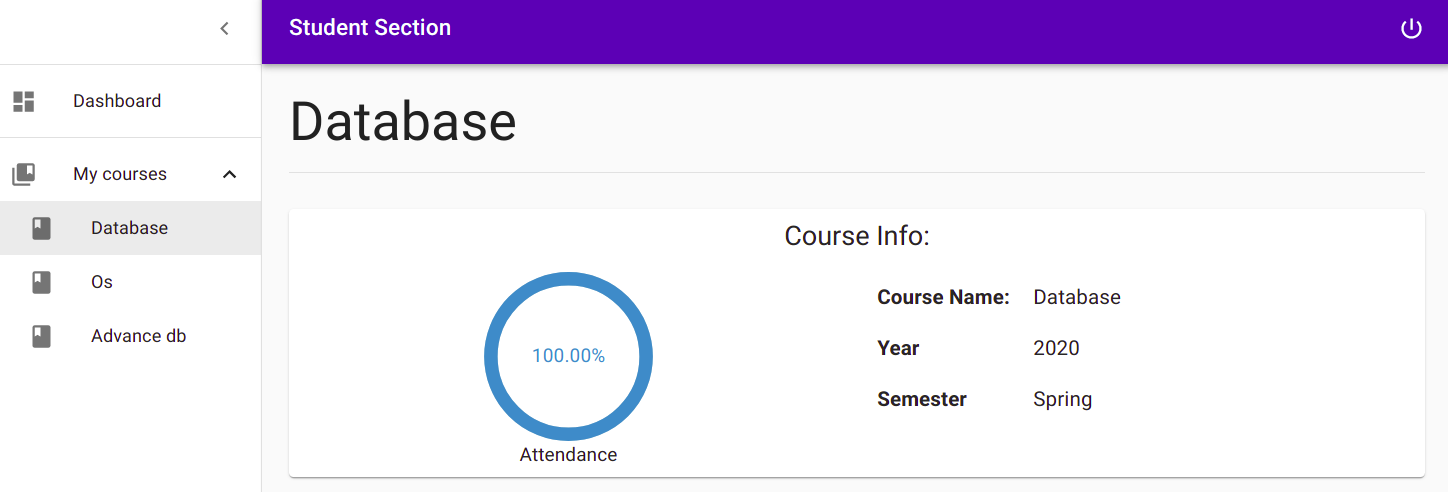 Student Section
Dashboard
My courses
Database
Os
Advance db
Database
Course Info:
100.00%
Attendance
Course Name: Database
Year 2020
Semester Spring